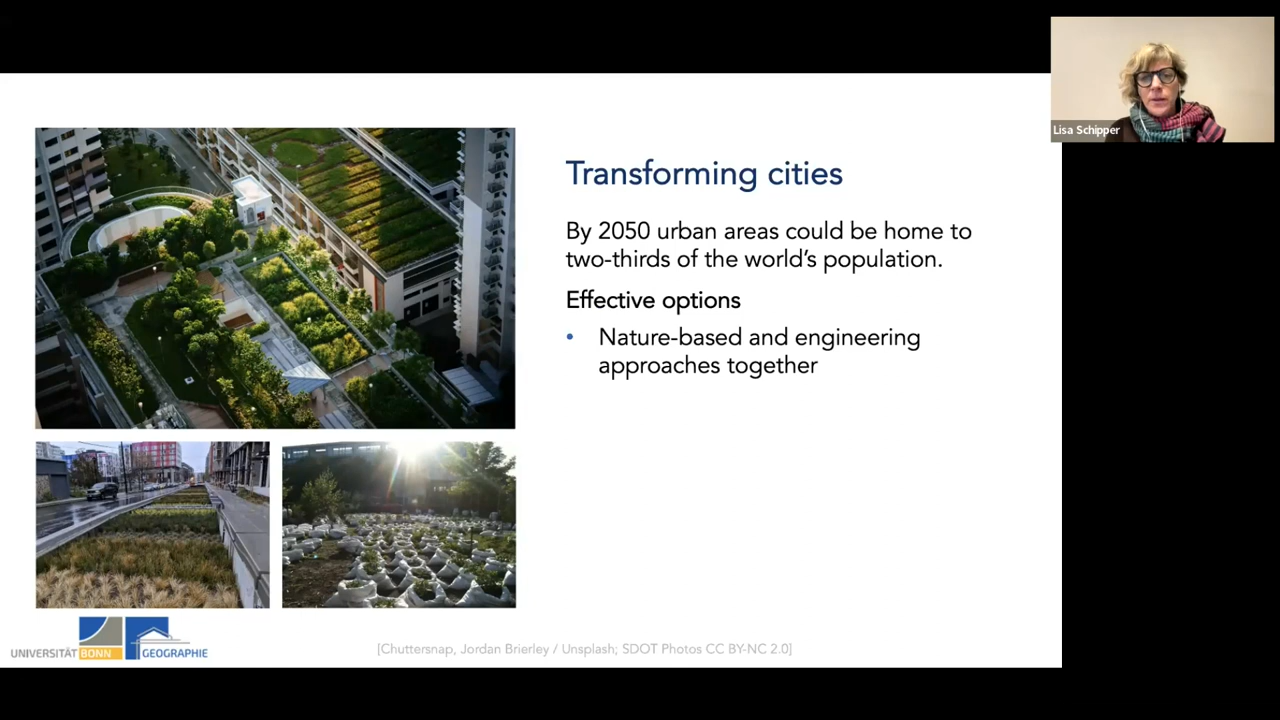 Lisa Schipper
Transforming cities
By 2050 urban areas could be home to
two-thirds of the world's population.
Effective options
• Nature-based and engineering
approaches together
UNIVERSITÄT BONN GEOGRAPHIE
[Chuttersnap, Jordan Brierley / Unsplash; SDOT Photos CC BY-NC 2.0]